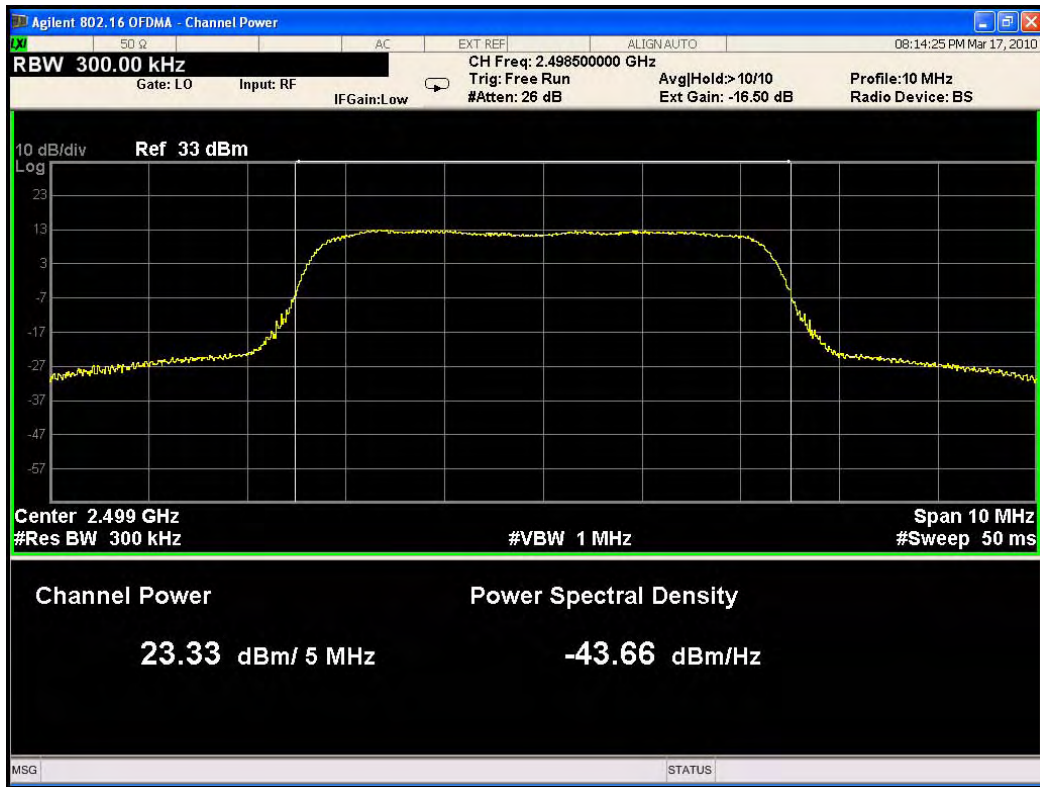 Agilent 802.16 OFDMA - Channel Power
LXI 50 Ω AC EXT REF ALIGN AUTO 08:14:25 PM Mar 17, 2010
RBW 300.00 kHz
CH Freq: 2.498500000 GHz
Gate: LO Input: RF IFGain:Low
Trig: Free Run Avg|Hold:>10/10 Profile:10 MHz
#Atten: 26 dB Ext Gain: -16.50 dB Radio Device: BS
10 dB/div Ref 33 dBm
Log
23
13
3
-7
-17
-27
-37
-47
-57
Center 2.499 GHz Span 10 MHz
#Res BW 300 kHz #VBW 1 MHz #Sweep 50 ms
Channel Power Power Spectral Density
23.33 dBm/ 5 MHz -43.66 dBm/Hz
MSG STATUS